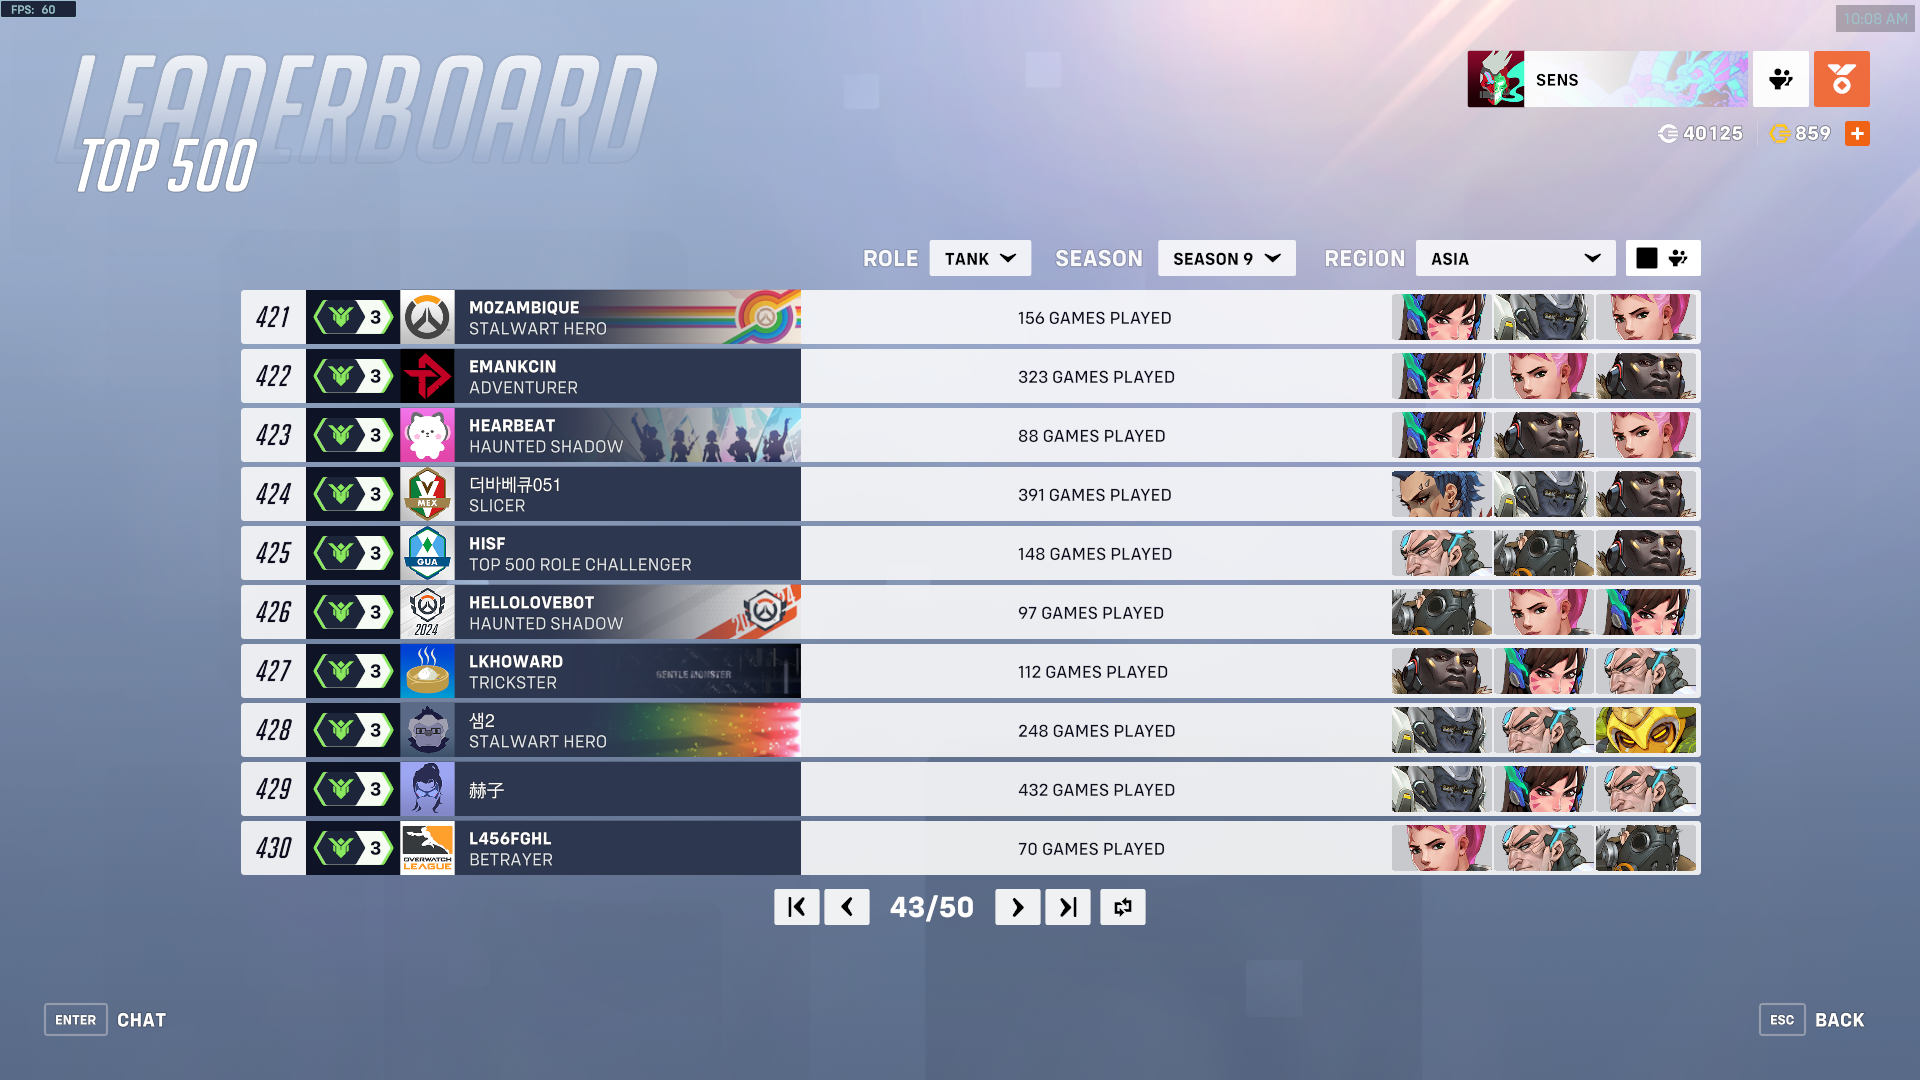 FPS: 60
10:08 AM
LEADERBOARD
TOP 500
SENS
40125
859
ROLE TANK SEASON SEASON 9 REGION ASIA
421 3 MOZAMBIQUE
STALWART HERO
156 GAMES PLAYED
422 3 EMANKCIN
ADVENTURER
323 GAMES PLAYED
423 3 HEARBEAT
HAUNTED SHADOW
88 GAMES PLAYED
424 3 MEX 더바베큐051
SLICER
391 GAMES PLAYED
425 3 GUA HISF
TOP 500 ROLE CHALLENGER
148 GAMES PLAYED
426 3 2024 HELLOLOVEBOT
HAUNTED SHADOW
2024
97 GAMES PLAYED
427 3 LKHOWARD
TRICKSTER
GENTLE MONSTER
112 GAMES PLAYED
428 3 샘2
STALWART HERO
248 GAMES PLAYED
429 3 赫子
432 GAMES PLAYED
430 3 OVERWATCH LEAGUE L456FGHL
BETRAYER
70 GAMES PLAYED
43/50
ENTER CHAT
ESC BACK